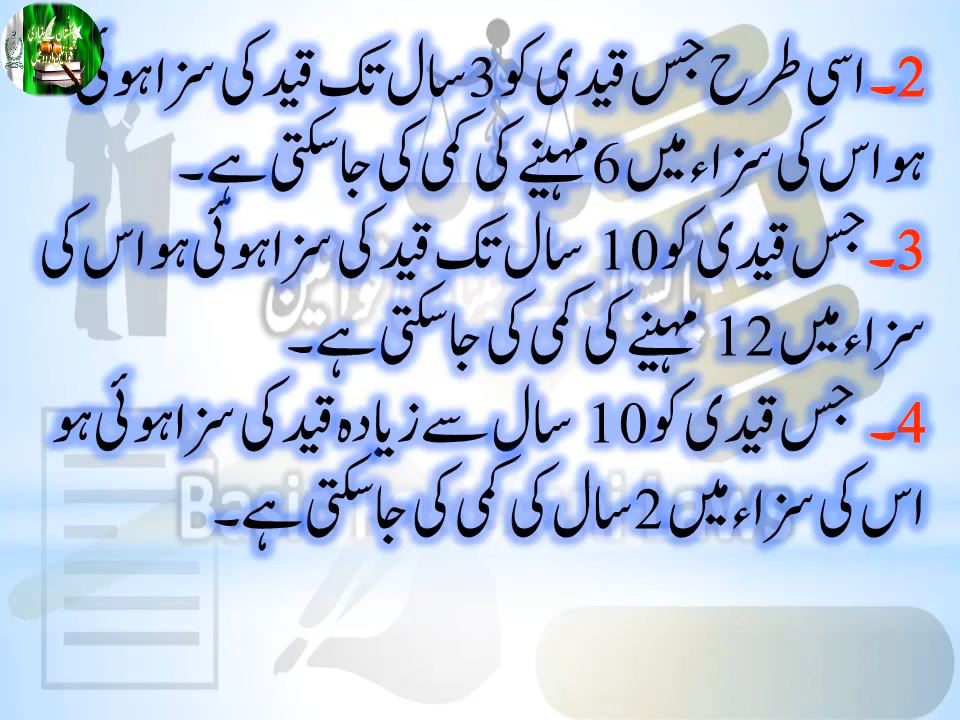 2۔ اسی طرح جس قیدی کو 3 سال تک قید کی سزا ہوئی
ہو اس کی سزاء میں 6 مہینے کی کمی کی جاسکتی ہے۔
3۔ جس قیدی کو 10 سال تک قید کی سزا ہوئی ہو اس کی
سزاء میں 12 مہینے کی کمی کی جاسکتی ہے۔
4۔ جس قیدی کو 10 سال سے زیادہ قید کی سزا ہوئی ہو
اس کی سزاء میں 2 سال کی کمی کی جاسکتی ہے۔